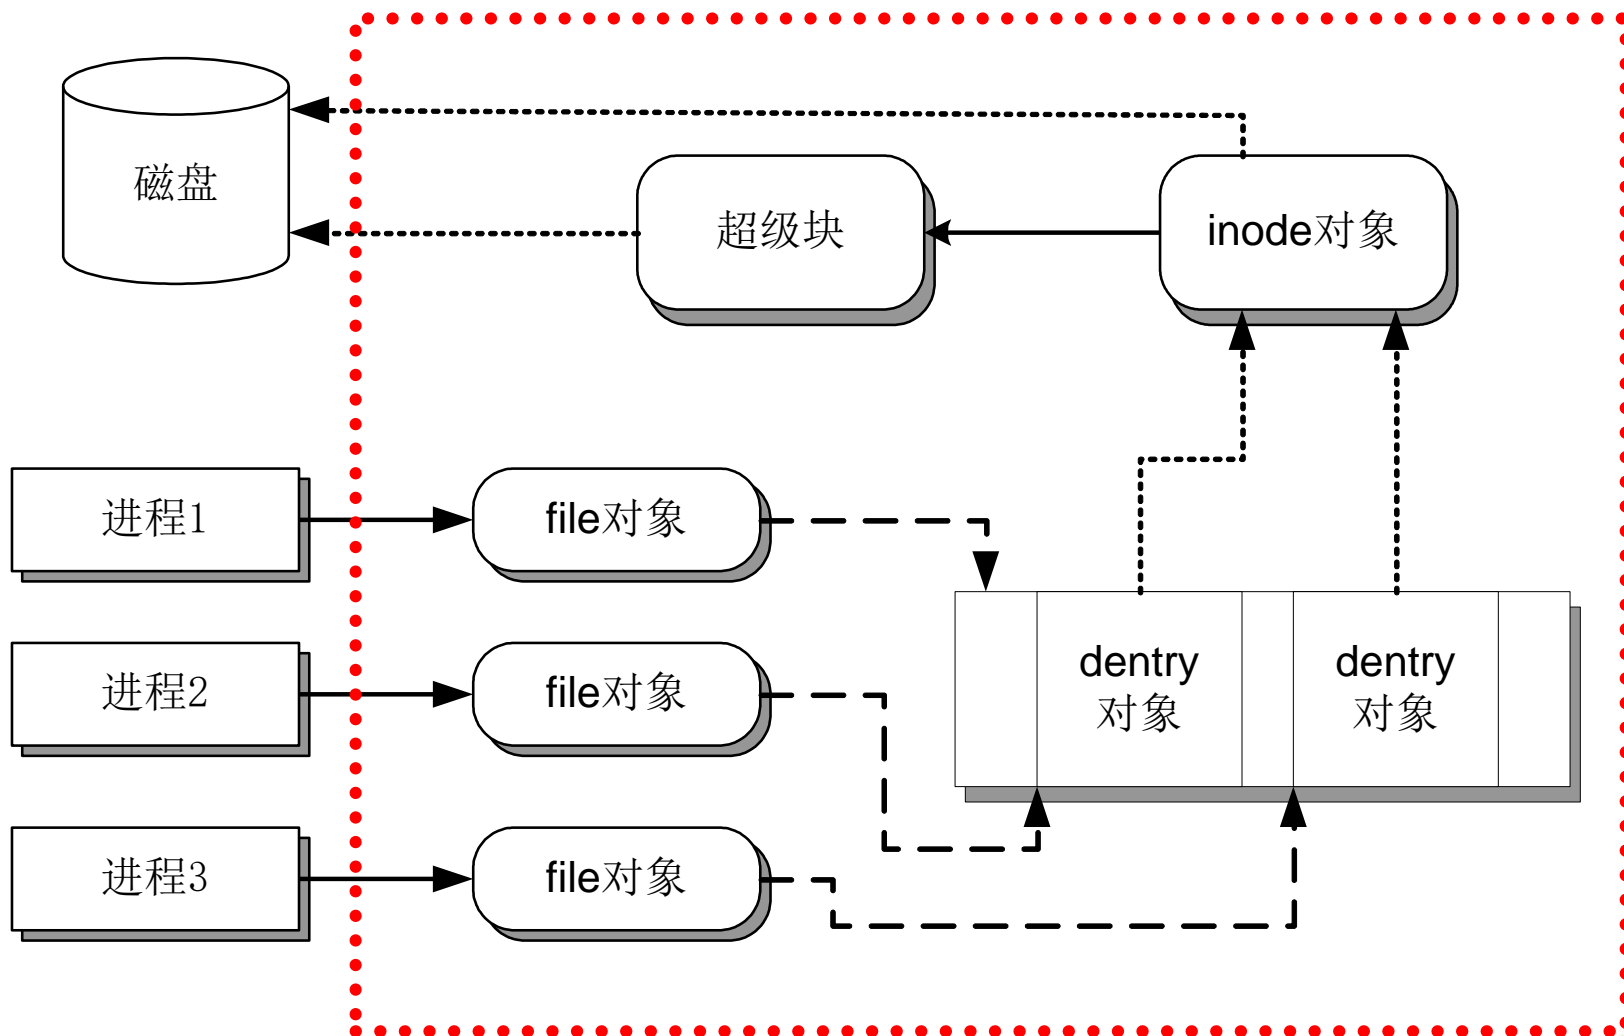 磁盘
超级块
inode对象
进程1
file对象
进程2
file对象
dentry
对象
dentry
对象
进程3
file对象